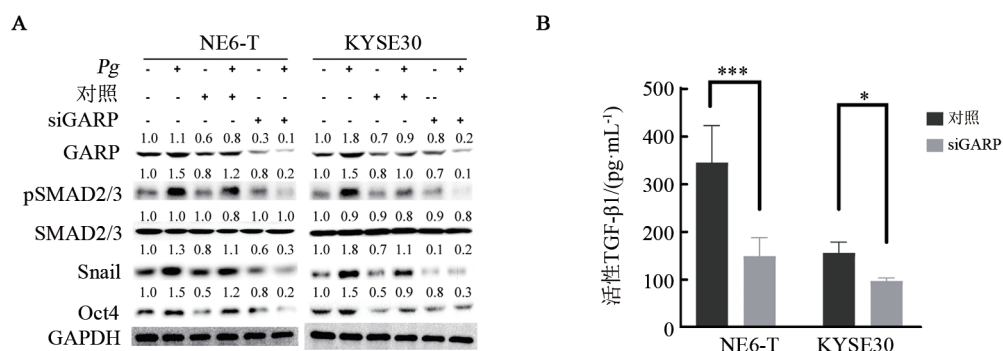 A
NE6-T KYSE30
Pg - + - + - + - + - + - +
对照 - - + + - - - - + + -- -
siGARP - - - - + + - - - - + +
1.0 1.1 0.6 0.8 0.3 0.1 1.0 1.8 0.7 0.9 0.8 0.2
GARP
1.0 1.5 0.8 1.2 0.8 0.2 1.0 1.5 0.8 1.0 0.7 0.1
pSMAD2/3
1.0 1.0 1.0 0.8 1.0 1.0 1.0 0.9 0.9 0.8 0.9 0.8
SMAD2/3
1.0 1.3 0.8 1.1 0.6 0.3 1.0 1.3 0.7 1.1 0.1 0.2
Snail
1.0 1.5 0.5 1.2 0.8 0.2 1.0 1.5 0.5 0.9 0.8 0.3
Oct4
GAPDH
B
活性TGF-β1/(pg·mL⁻¹)
500
400
300
200
100
0
***
*
对照
siGARP
NE6-T KYSE30